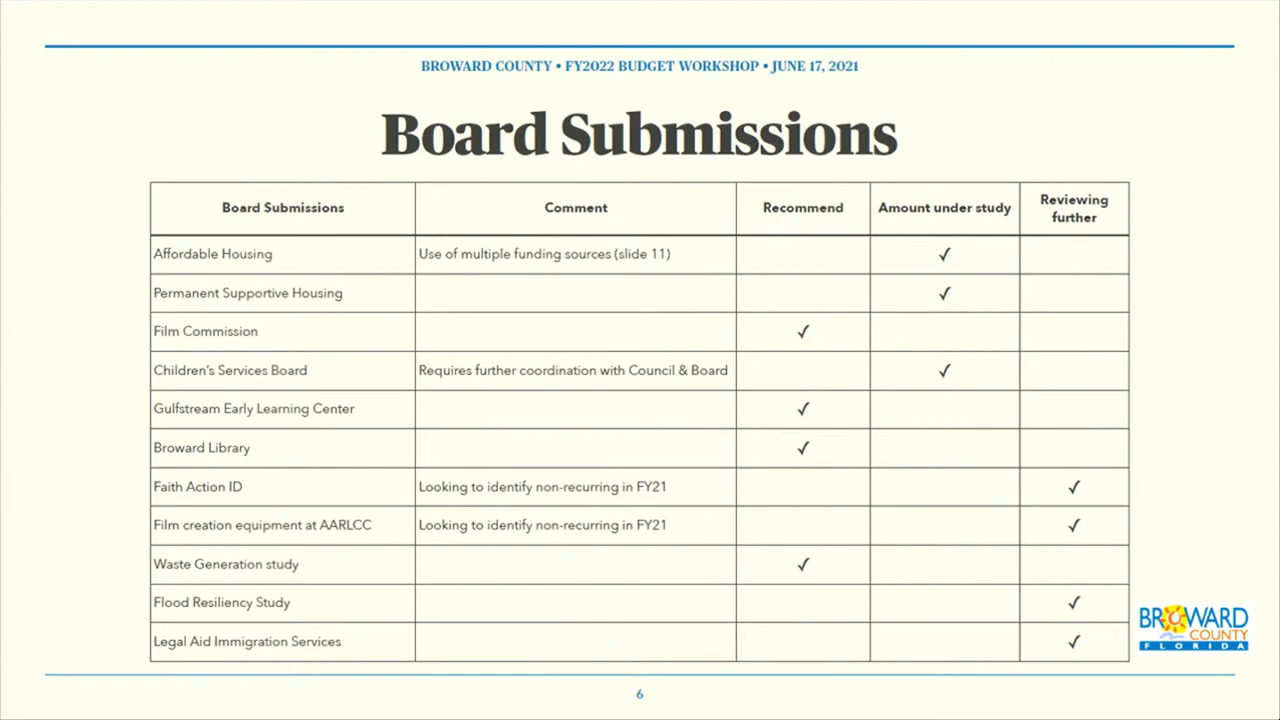 BROWARD COUNTY • FY2022 BUDGET WORKSHOP • JUNE 17, 2021
Board Submissions
Board Submissions Comment Recommend Amount under study Reviewing further
Affordable Housing Use of multiple funding sources (slide 11) ✓
Permanent Supportive Housing ✓
Film Commission ✓
Children's Services Board Requires further coordination with Council & Board ✓
Gulfstream Early Learning Center ✓
Broward Library ✓
Faith Action ID Looking to identify non-recurring in FY21 ✓
Film creation equipment at AARLCC Looking to identify non-recurring in FY21 ✓
Waste Generation study ✓
Flood Resiliency Study ✓
Legal Aid Immigration Services ✓
BROWARD
COUNTY
FLORIDA
6